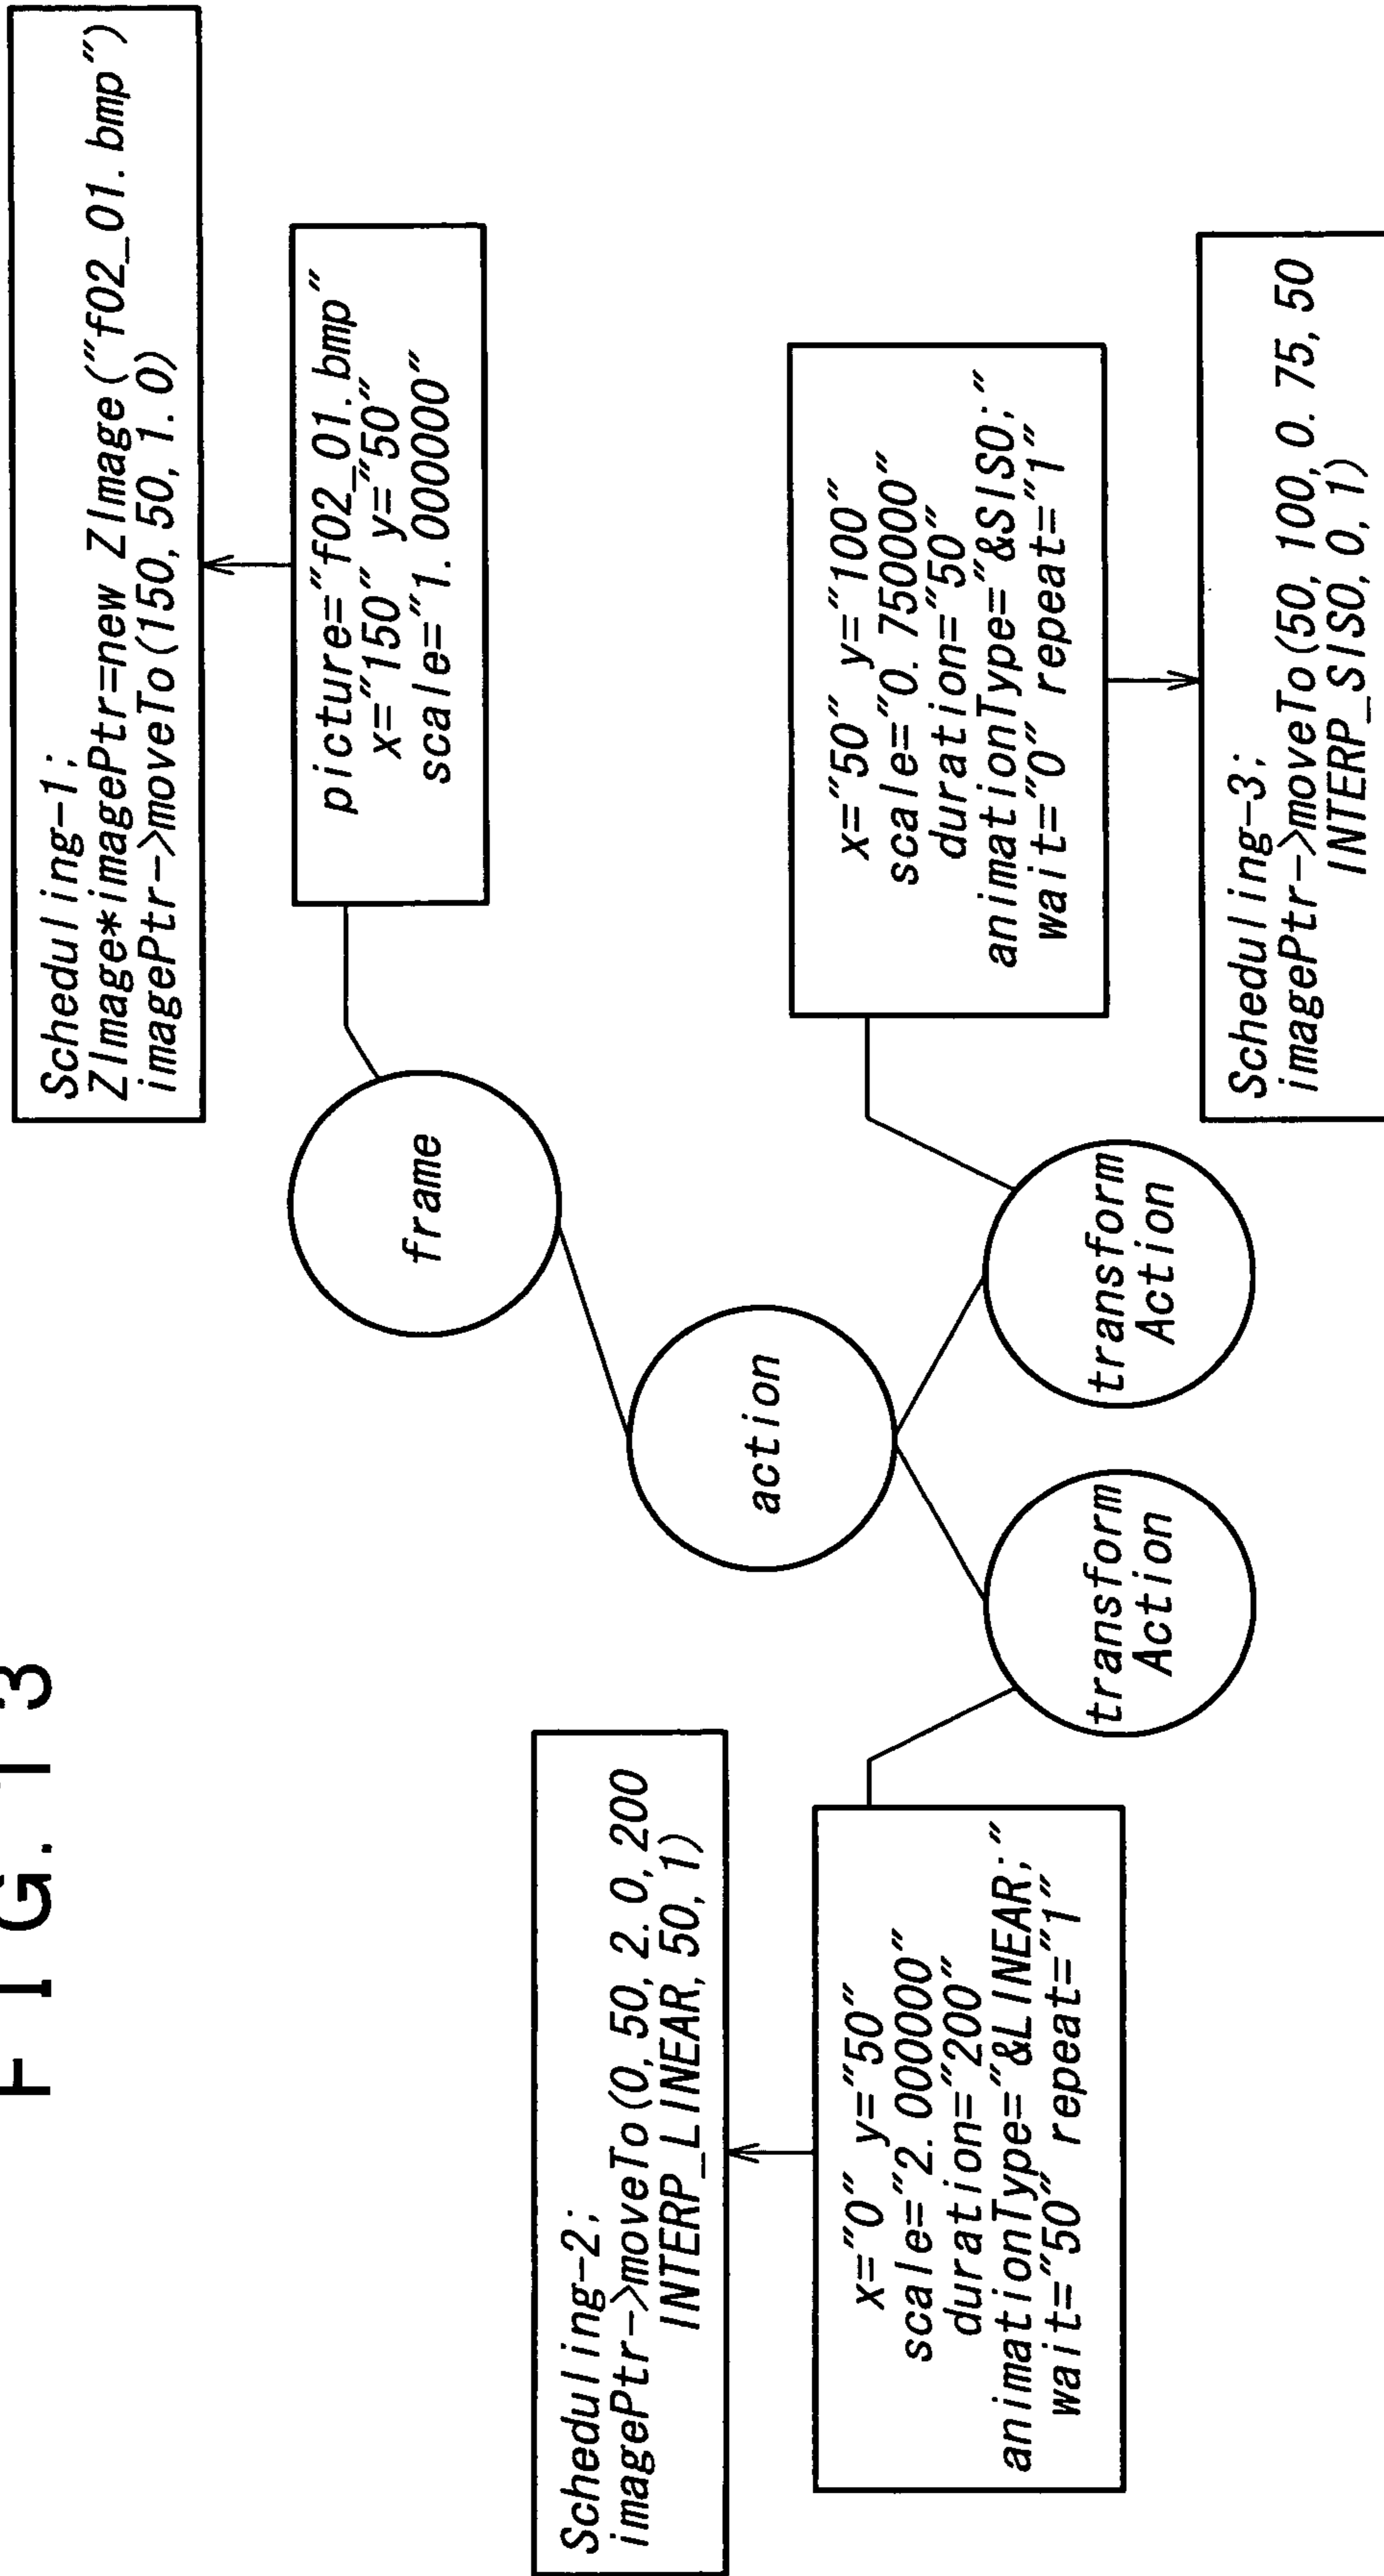 FIG. 13
Scheduling-1;
ZImage*imagePtr=new ZImage("f02_01.bmp")
imagePtr->moveTo(150, 50, 1.0)
picture="f02_01.bmp"
x="150" y="50"
scale="1.000000"
frame
Scheduling-2;
imagePtr->moveTo(0, 50, 2.0, 200
INTERP_LINEAR, 50, 1)
action
x="0" y="50"
scale="2.000000"
duration="200"
animationType="&LINEAR;"
wait="50" repeat="1"
x="50" y="100"
scale="0.750000"
duration="50"
animationType="&SISO;"
wait="0" repeat="1"
transform
Action
transform
Action
Scheduling-3;
imagePtr->moveTo(50, 100, 0.75, 50
INTERP_SISO, 0, 1)